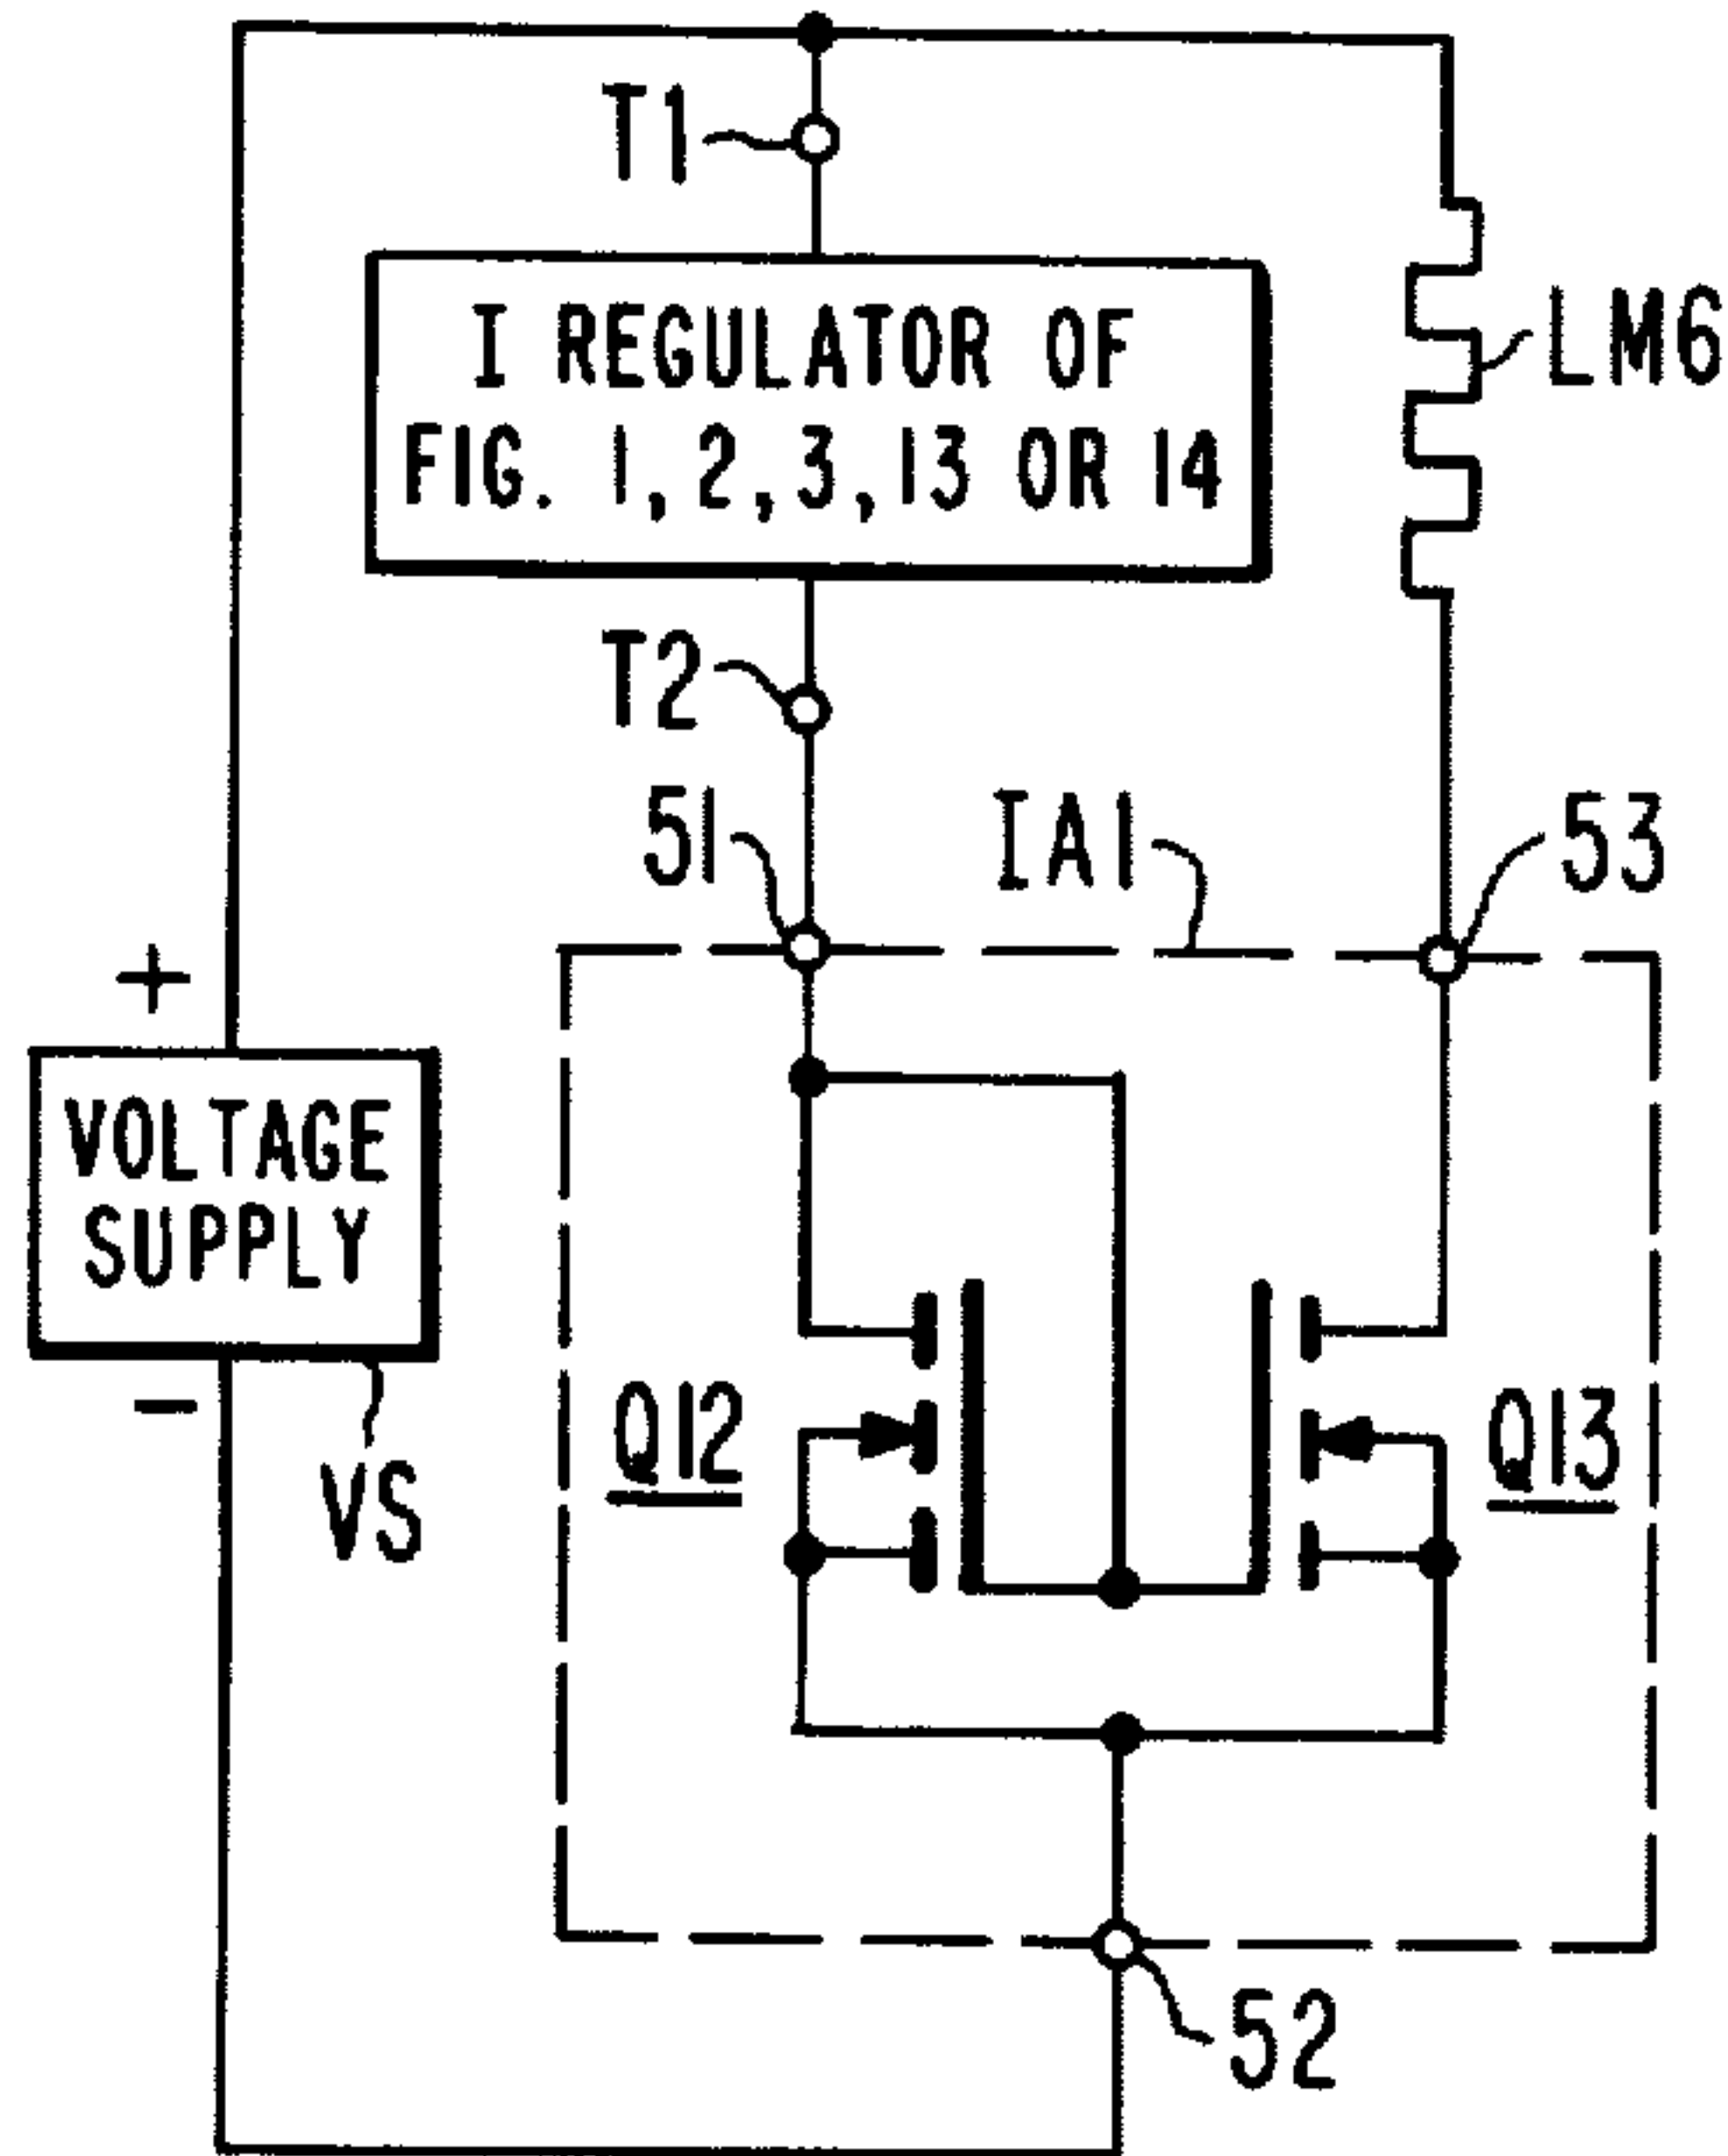 T1
I REGULATOR OF
FIG. 1, 2, 3, 13 OR 14
LM6
T2
51
IA1
53
+
VOLTAGE
SUPPLY
−
VS
Q12
Q13
52